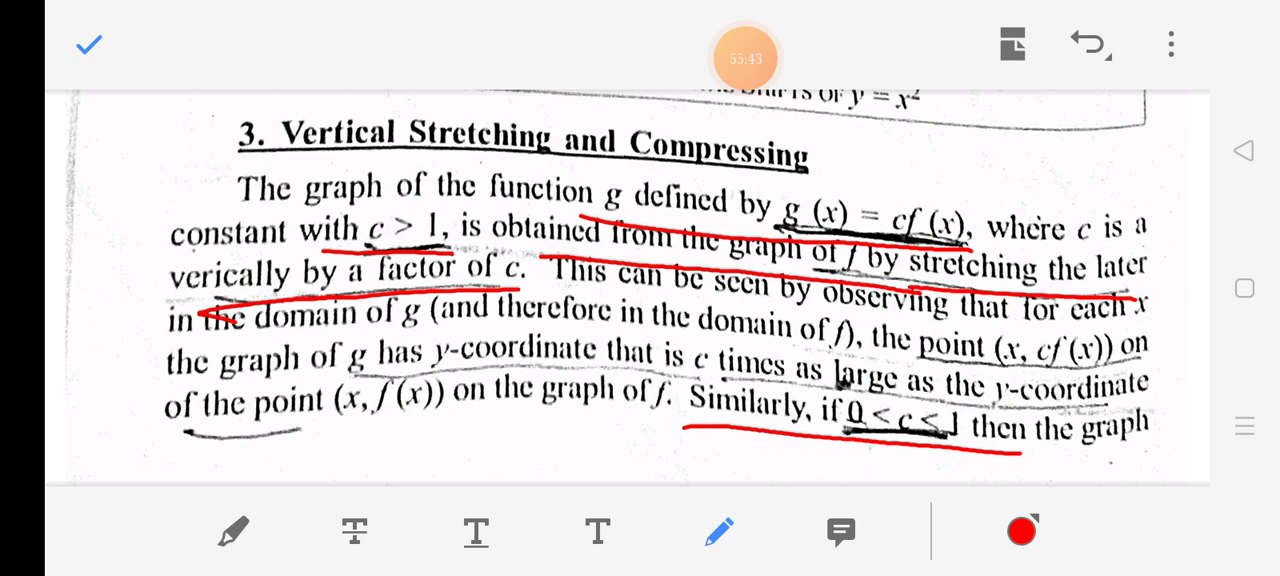 55:43
OF y = x²
3. Vertical Stretching and Compressing
The graph of the function g defined by g (x) = cf (x), where c is a
constant with c > 1, is obtained from the graph of f by stretching the later
verically by a factor of c. This can be seen by observing that for each x
in the domain of g (and therefore in the domain of f), the point (x, cf (x)) on
the graph of g has y-coordinate that is c times as large as the y-coordinate
of the point (x, f (x)) on the graph of f. Similarly, if 0 < c < 1 then the graph